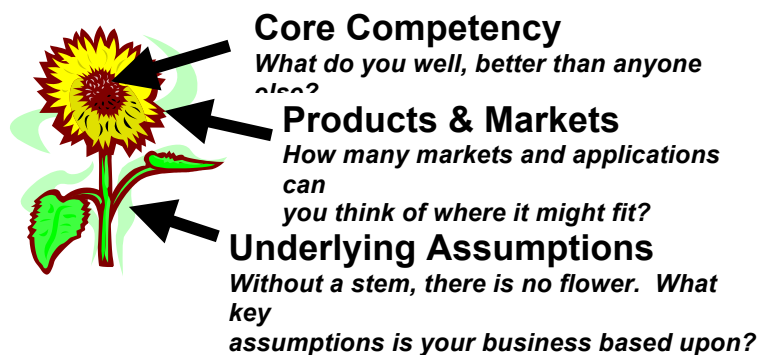 Core Competency
What do you well, better than anyone
else?
Products & Markets
How many markets and applications
can
you think of where it might fit?
Underlying Assumptions
Without a stem, there is no flower.  What
key
assumptions is your business based upon?